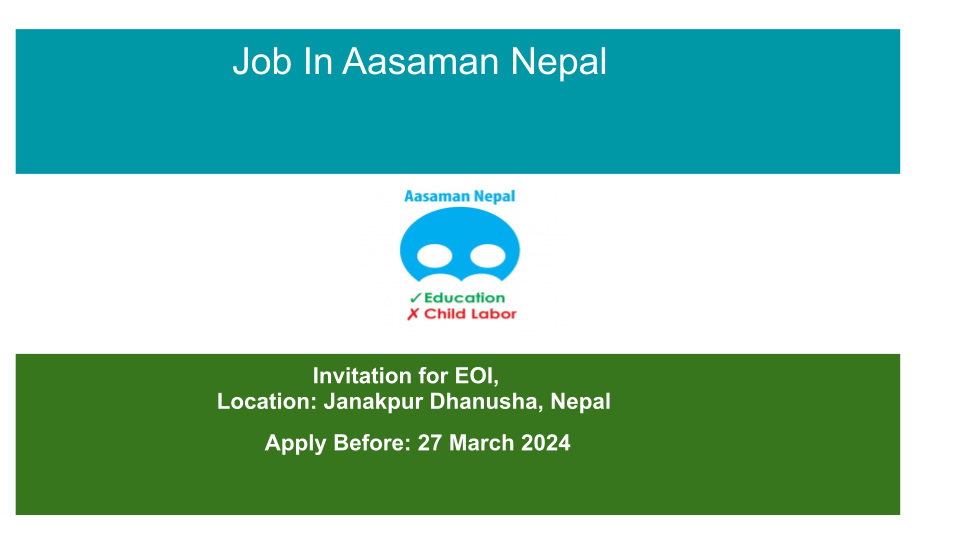 Job In Aasaman Nepal
Aasaman Nepal
✓Education
✗ Child Labor
Invitation for EOI,
Location: Janakpur Dhanusha, Nepal
Apply Before: 27 March 2024